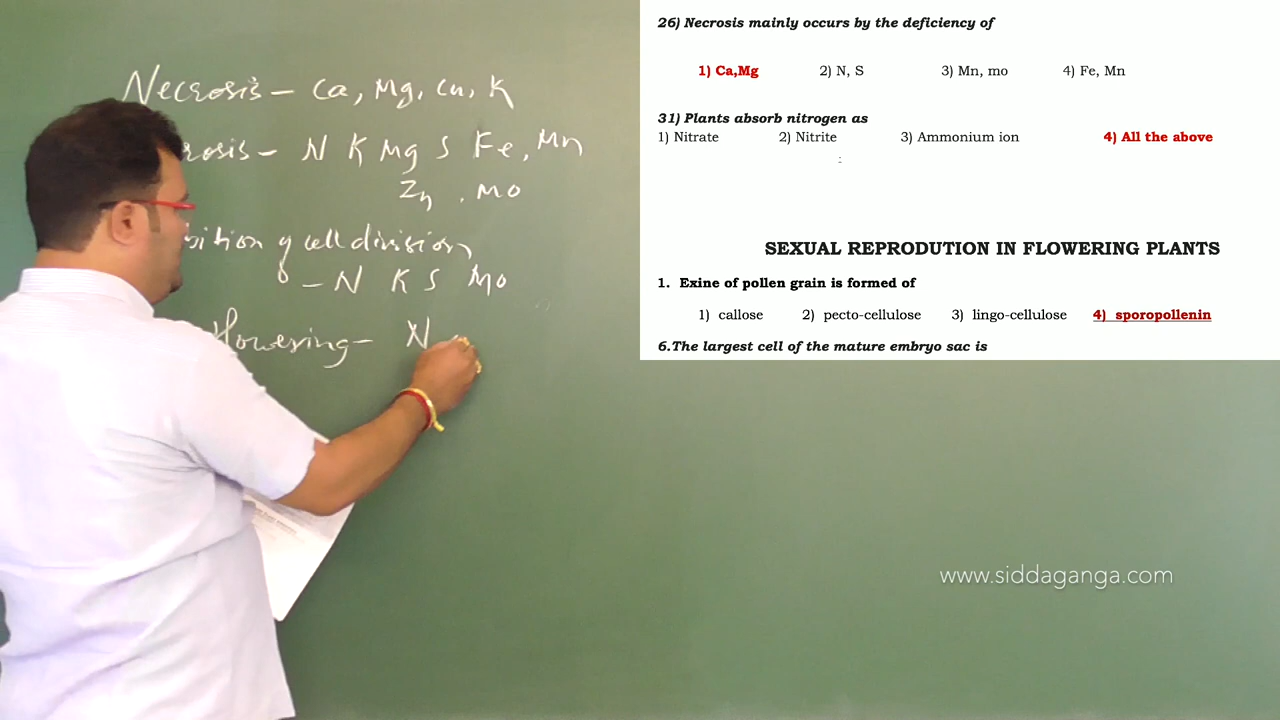 Necrosis - Ca, Mg, Cu, K
rosis - N K Mg S Fe, Mn
Zn, Mo
bition of cell division
- N K S Mo
flowering - N
26) Necrosis mainly occurs by the deficiency of
1) Ca,Mg 2) N, S 3) Mn, mo 4) Fe, Mn
31) Plants absorb nitrogen as
1) Nitrate 2) Nitrite 3) Ammonium ion 4) All the above
:
SEXUAL REPRODUTION IN FLOWERING PLANTS
1. Exine of pollen grain is formed of
1) callose 2) pecto-cellulose 3) lingo-cellulose 4) sporopollenin
6.The largest cell of the mature embryo sac is
www.siddaganga.com